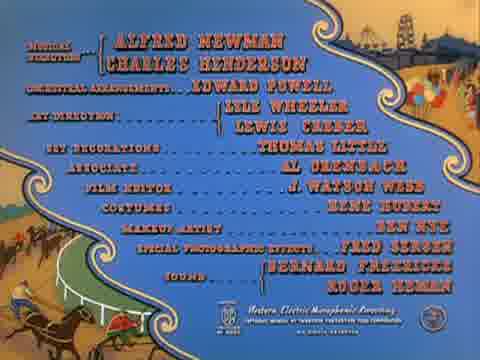 MUSICAL DIRECTION . . . { ALFRED NEWMAN
CHARLES HENDERSON
ORCHESTRAL ARRANGEMENTS . . . EDWARD POWELL
ART DIRECTION . . . . . . . . . { LYLE WHEELER
LEWIS CREBER
SET DECORATIONS . . . . . . . . THOMAS LITTLE
ASSOCIATE . . . . . . . . . . . AL ORENBACH
FILM EDITOR . . . . . . . . J. WATSON WEBB
COSTUMES . . . . . . . . . . . RENE HUBERT
MAKEUP ARTIST . . . . . . . . . . BEN NYE
SPECIAL PHOTOGRAPHIC EFFECTS . . . FRED SERSEN
SOUND . . . . { BERNARD FREERICKS
ROGER HEMAN
Western Electric Microphonic Recording